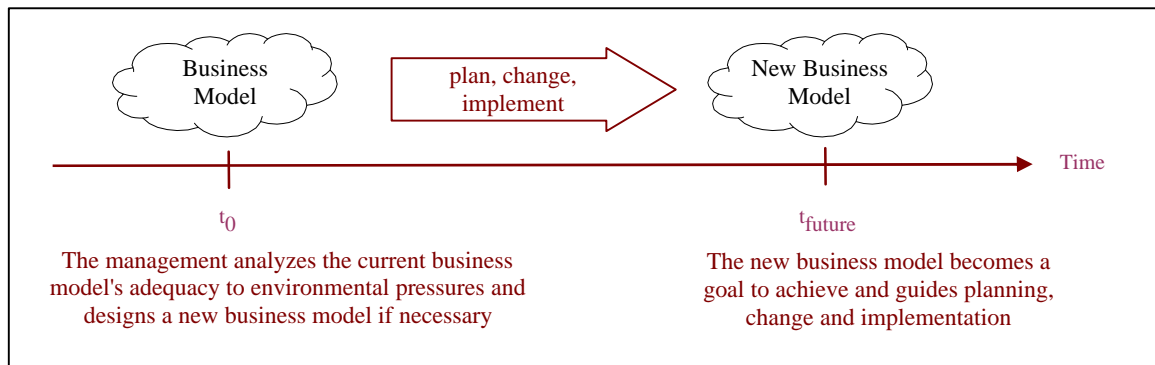 Business
Model
plan, change,
implement
New Business
Model
Time
t0
The management analyzes the current business
model's adequacy to environmental pressures and
designs a new business model if necessary
tfuture
The new business model becomes a
goal to achieve and guides planning,
change and implementation